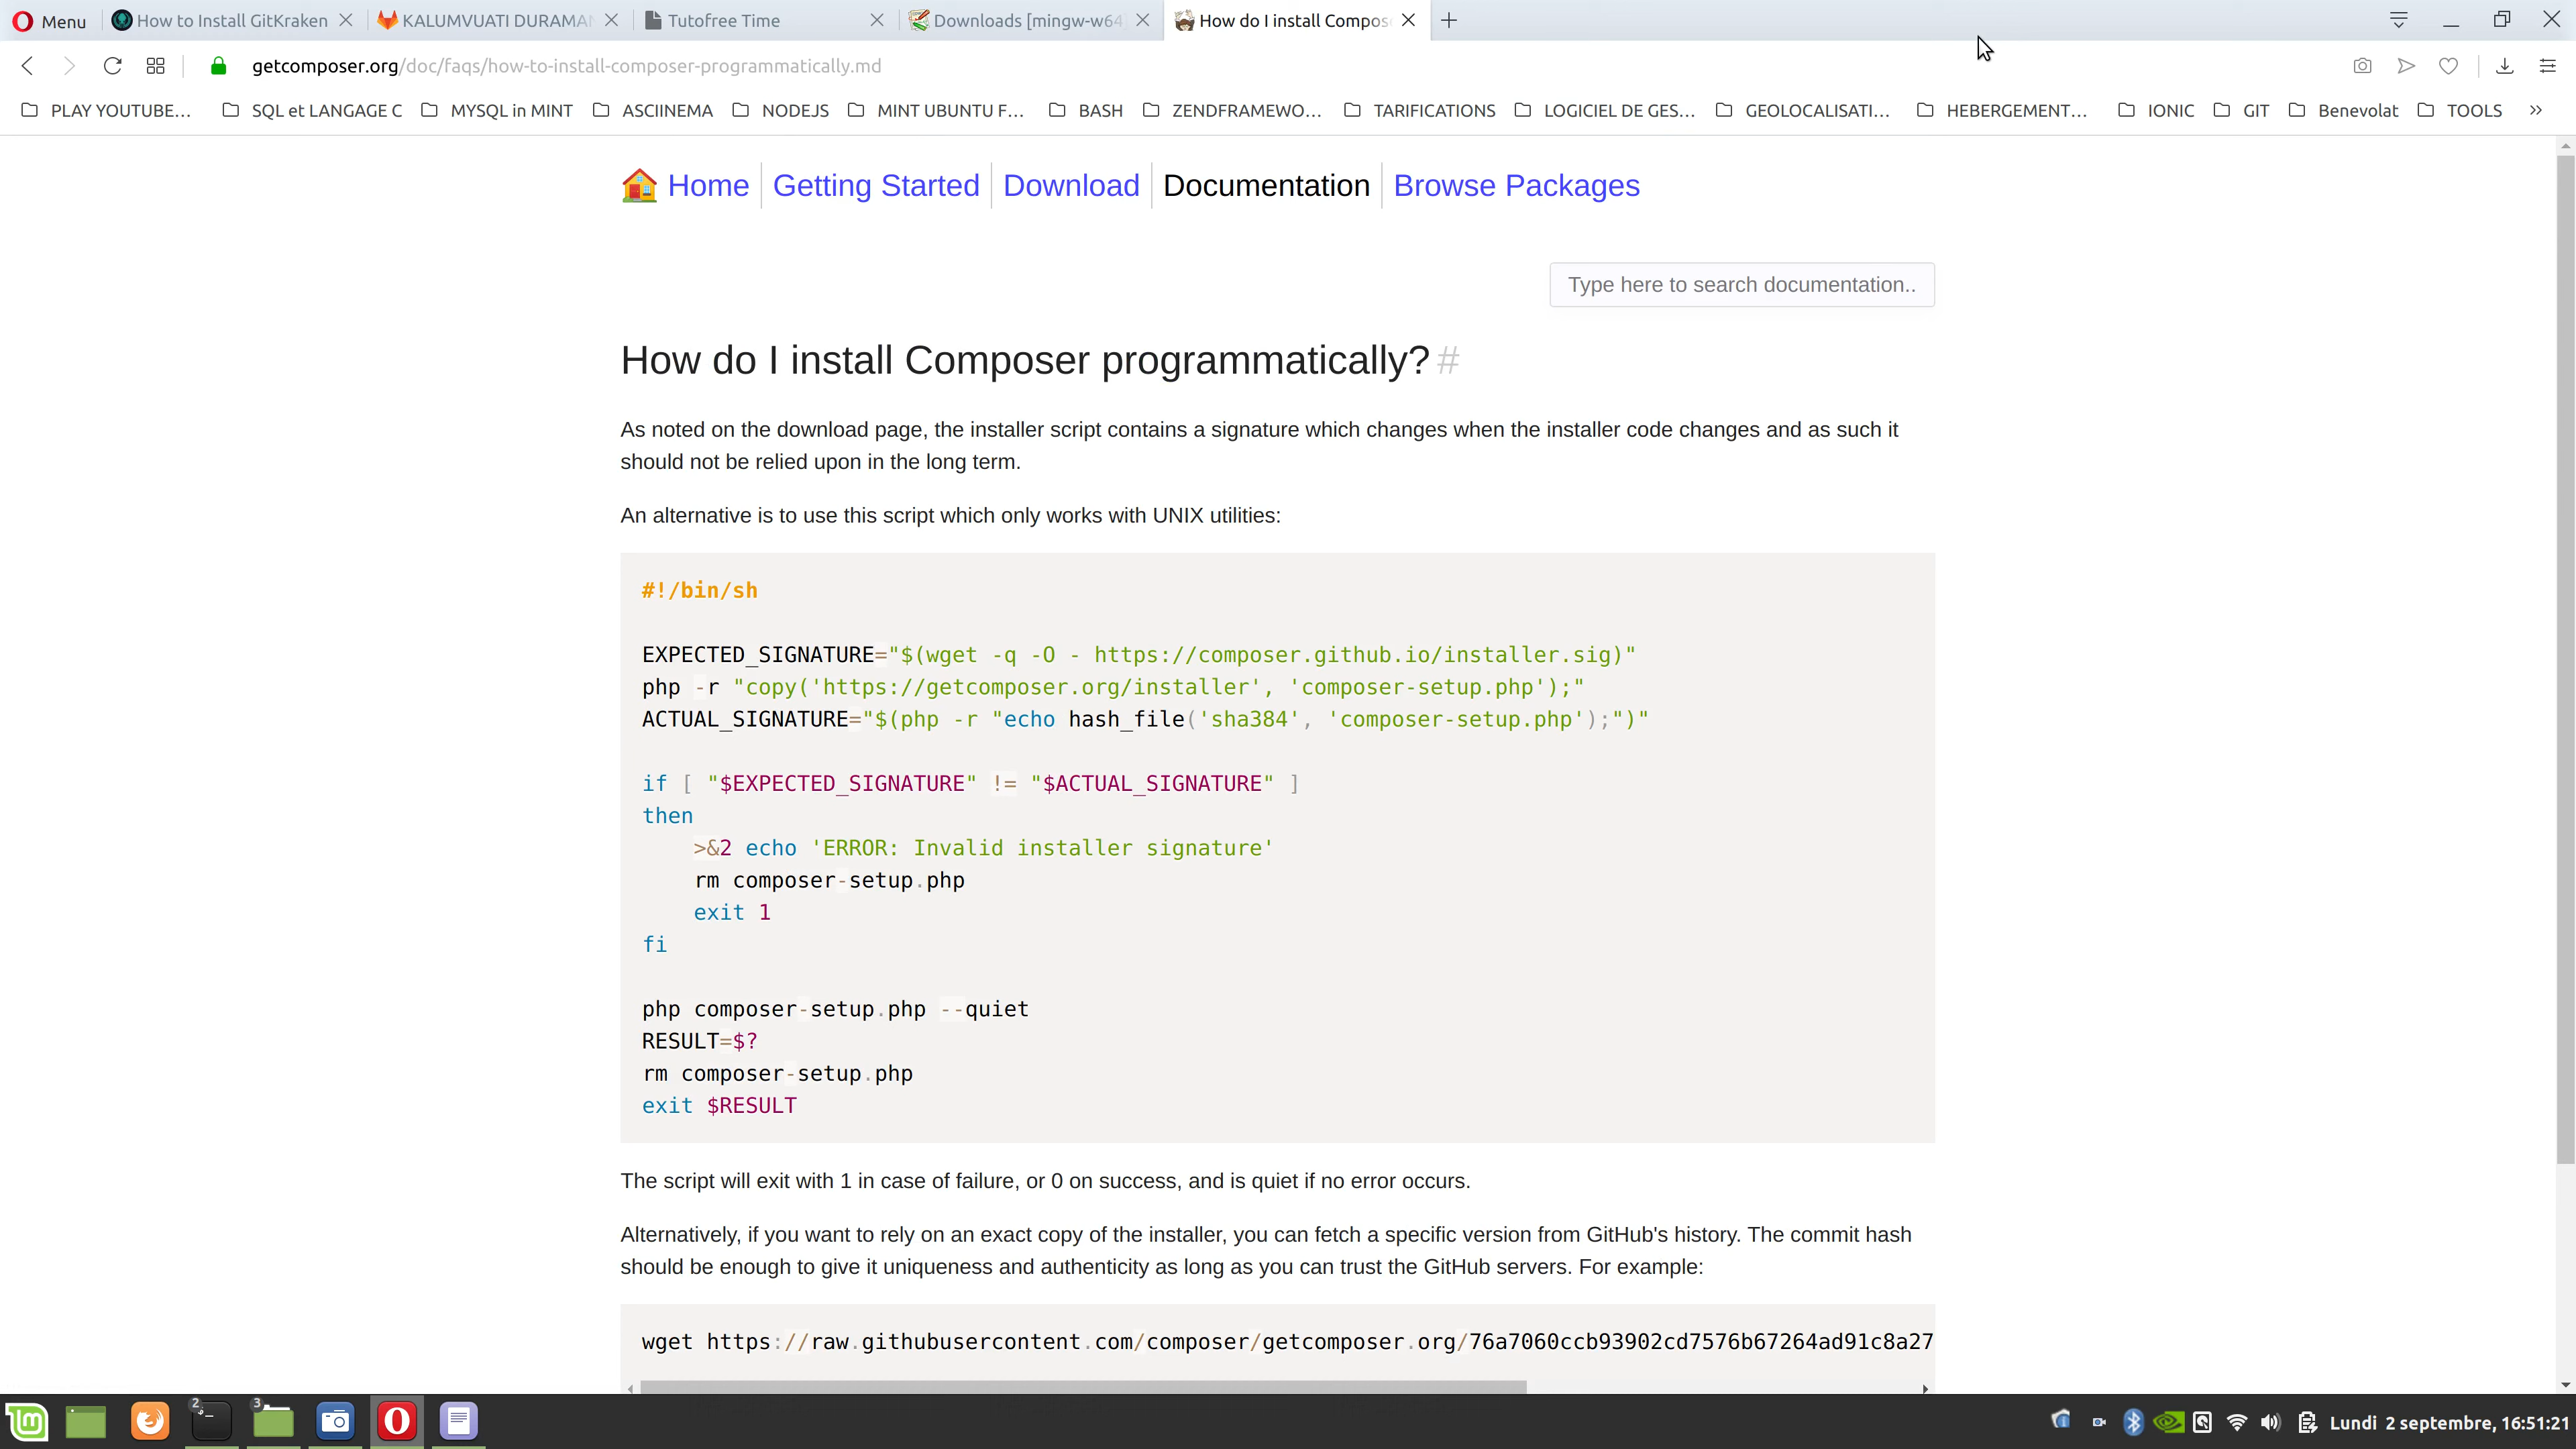 Menu
How to Install GitKraken
KALUMVUATI DURAMAN
Tutofree Time
Downloads [mingw-w64
How do I install Compos
getcomposer.org/doc/faqs/how-to-install-composer-programmatically.md
PLAY YOUTUBE... SQL et LANGAGE C MYSQL in MINT ASCIINEMA NODEJS MINT UBUNTU F... BASH ZENDFRAMEWO... TARIFICATIONS LOGICIEL DE GES... GEOLOCALISATI... HEBERGEMENT... IONIC GIT Benevolat TOOLS »
Home Getting Started Download Documentation Browse Packages
Type here to search documentation..
How do I install Composer programmatically? #
As noted on the download page, the installer script contains a signature which changes when the installer code changes and as such it
should not be relied upon in the long term.
An alternative is to use this script which only works with UNIX utilities:
#!/bin/sh
EXPECTED_SIGNATURE="$(wget -q -O - https://composer.github.io/installer.sig)"
php -r "copy('https://getcomposer.org/installer', 'composer-setup.php');"
ACTUAL_SIGNATURE="$(php -r "echo hash_file('sha384', 'composer-setup.php');")"
if [ "$EXPECTED_SIGNATURE" != "$ACTUAL_SIGNATURE" ]
then
    >&2 echo 'ERROR: Invalid installer signature'
    rm composer-setup.php
    exit 1
fi
php composer-setup.php --quiet
RESULT=$?
rm composer-setup.php
exit $RESULT
The script will exit with 1 in case of failure, or 0 on success, and is quiet if no error occurs.
Alternatively, if you want to rely on an exact copy of the installer, you can fetch a specific version from GitHub's history. The commit hash
should be enough to give it uniqueness and authenticity as long as you can trust the GitHub servers. For example:
wget https://raw.githubusercontent.com/composer/getcomposer.org/76a7060ccb93902cd7576b67264ad91c8a27
2 3 Lundi 2 septembre, 16:51:21